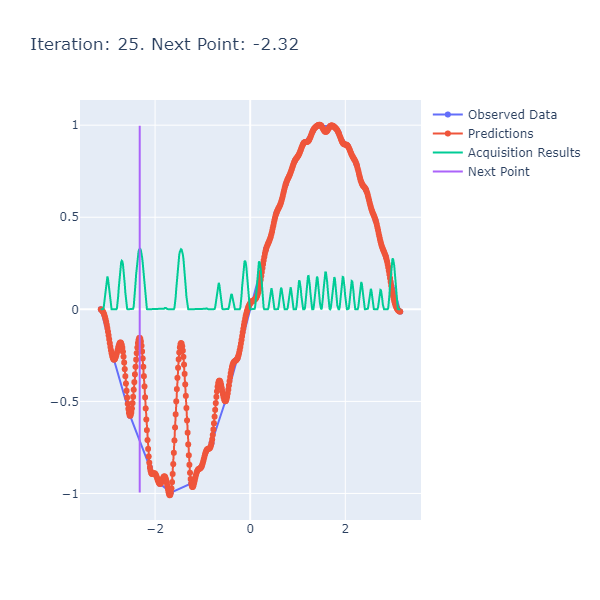 Iteration: 25. Next Point: -2.32
Observed Data
Predictions
Acquisition Results
Next Point
1
0.5
0
−0.5
−1
−2
0
2